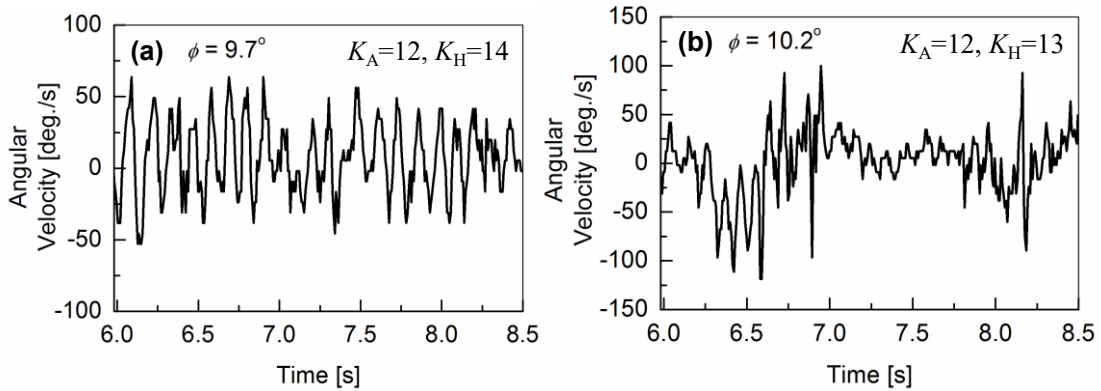 (a) ϕ = 9.7° K_A=12, K_H=14
Angular
Velocity [deg./s]
100
50
0
-50
-100
6.0 6.5 7.0 7.5 8.0 8.5
Time [s]
(b) ϕ = 10.2° K_A=12, K_H=13
Angular
Velocity [deg./s]
150
100
50
0
-50
-100
-150
6.0 6.5 7.0 7.5 8.0 8.5
Time [s]